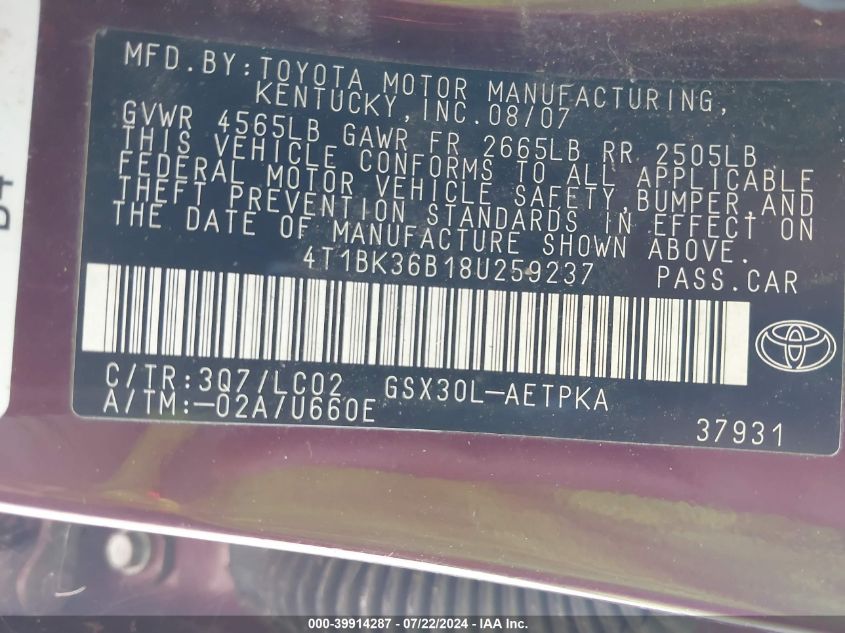 MFD.BY:TOYOTA MOTOR MANUFACTURING,
KENTUCKY,INC.08/07
GVWR 4565LB GAWR FR 2665LB RR 2505LB
THIS VEHICLE CONFORMS TO ALL APPLICABLE
FEDERAL MOTOR VEHICLE SAFETY,BUMPER,AND
THEFT PREVENTION STANDARDS IN EFFECT ON
THE DATE OF MANUFACTURE SHOWN ABOVE.
4T1BK36B18U259237 PASS.CAR
C/TR:3Q7/LC02 GSX30L-AETPKA
A/TM:-02A/U660E
37931
000-39914287 - 07/22/2024 - IAA Inc.